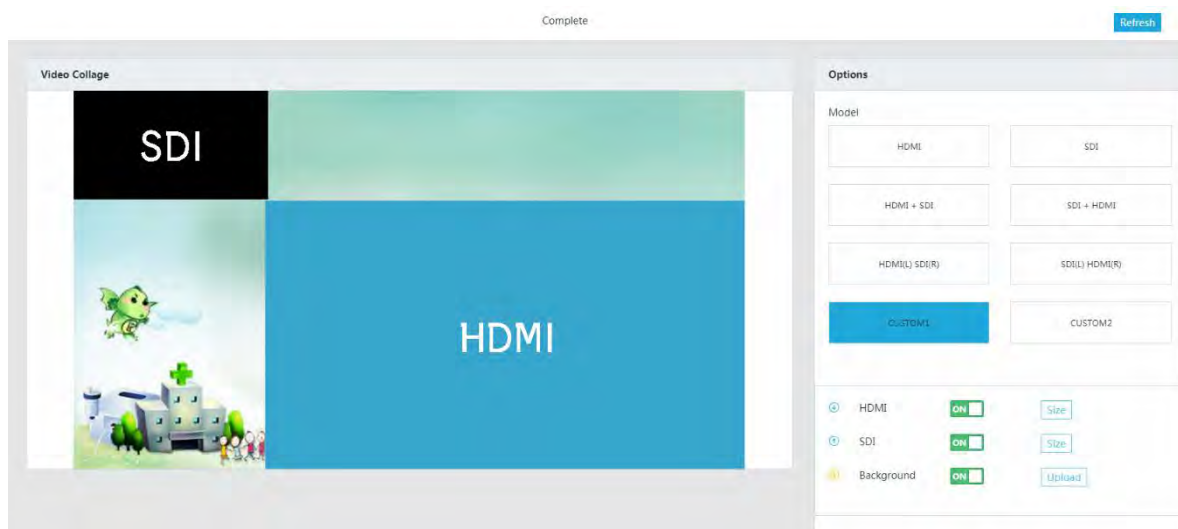 Complete
Refresh
Video Collage
SDI
HDMI
Options
Model
HDMI
SDI
HDMI + SDI
SDI + HDMI
HDMI(L) SDI(R)
SDI(L) HDMI(R)
CUSTOM1
CUSTOM2
HDMI ON Size
SDI ON Size
Background ON Upload